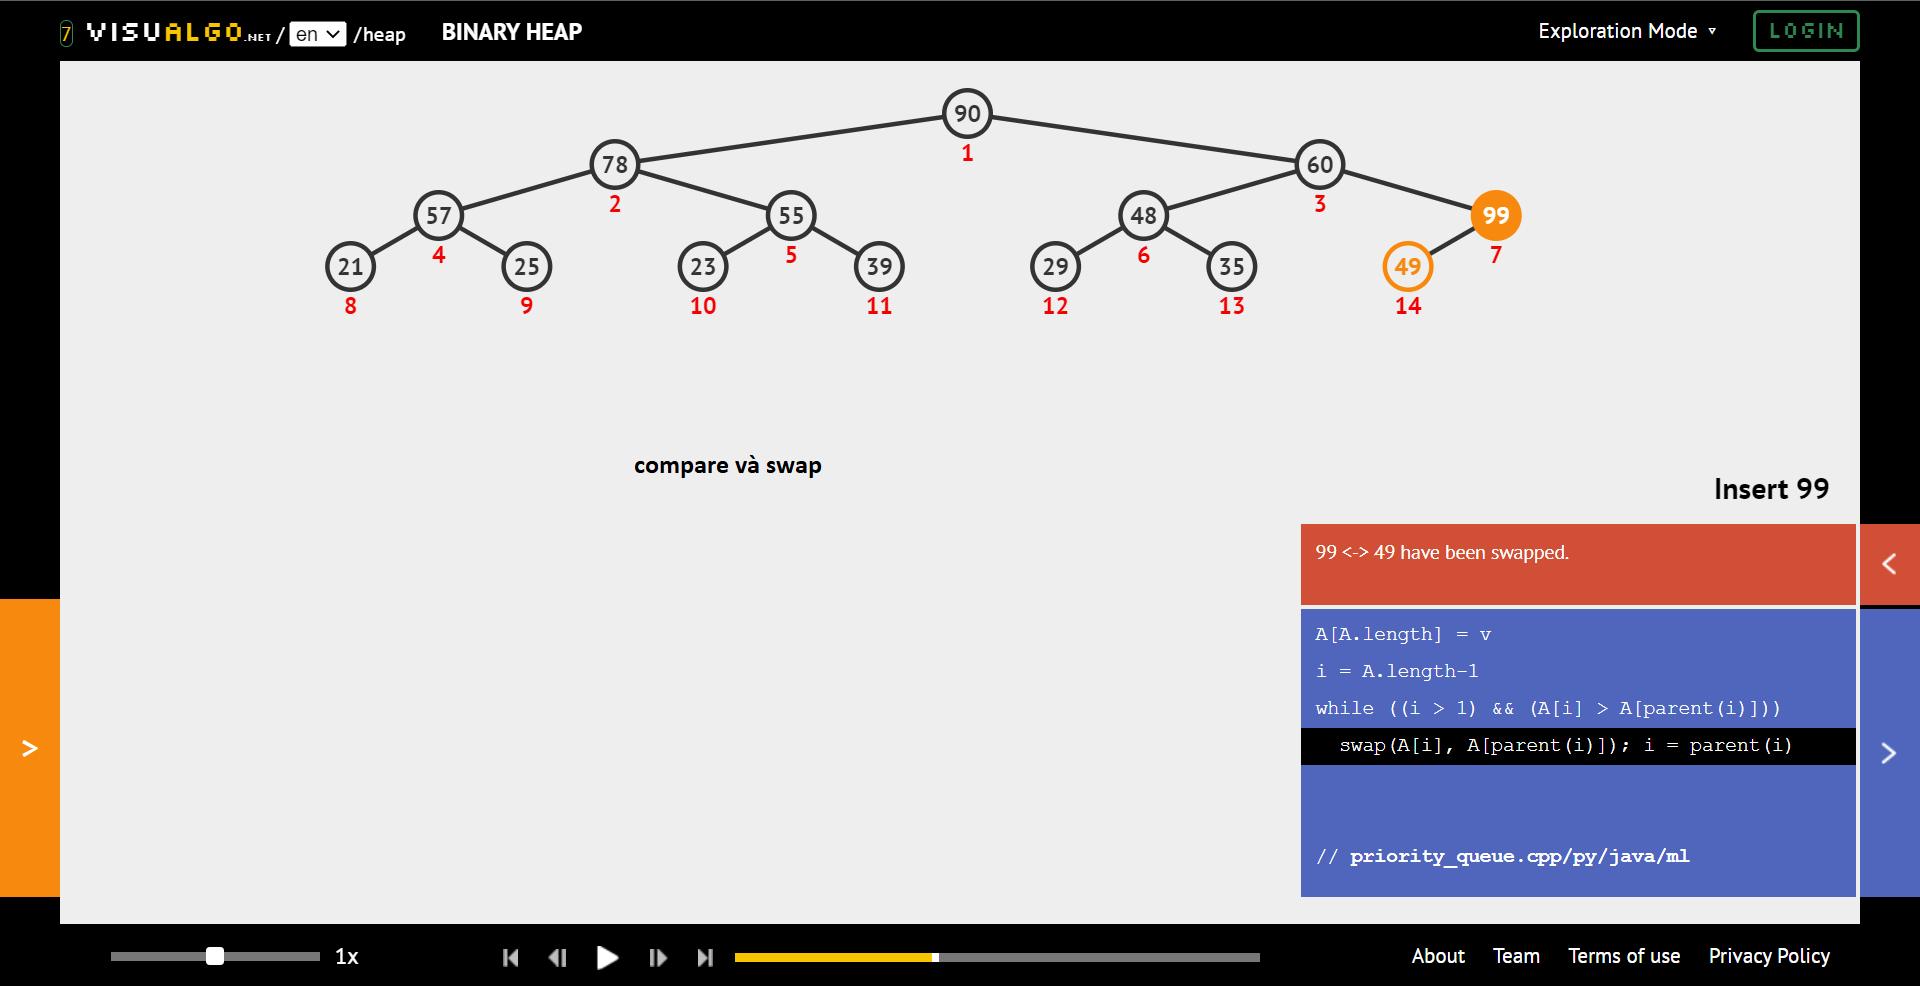 7 VISUALGO.NET / en /heap BINARY HEAP Exploration Mode ▾ LOGIN
90
1
78 60
2 3
57 55 48 99
4 5 6 7
21 25 23 39 29 35 49
8 9 10 11 12 13 14
compare và swap
Insert 99
99 <-> 49 have been swapped.
<
A[A.length] = v
i = A.length-1
while ((i > 1) && (A[i] > A[parent(i)]))
swap(A[i], A[parent(i)]); i = parent(i)
>
>
// priority_queue.cpp/py/java/ml
1x About Team Terms of use Privacy Policy